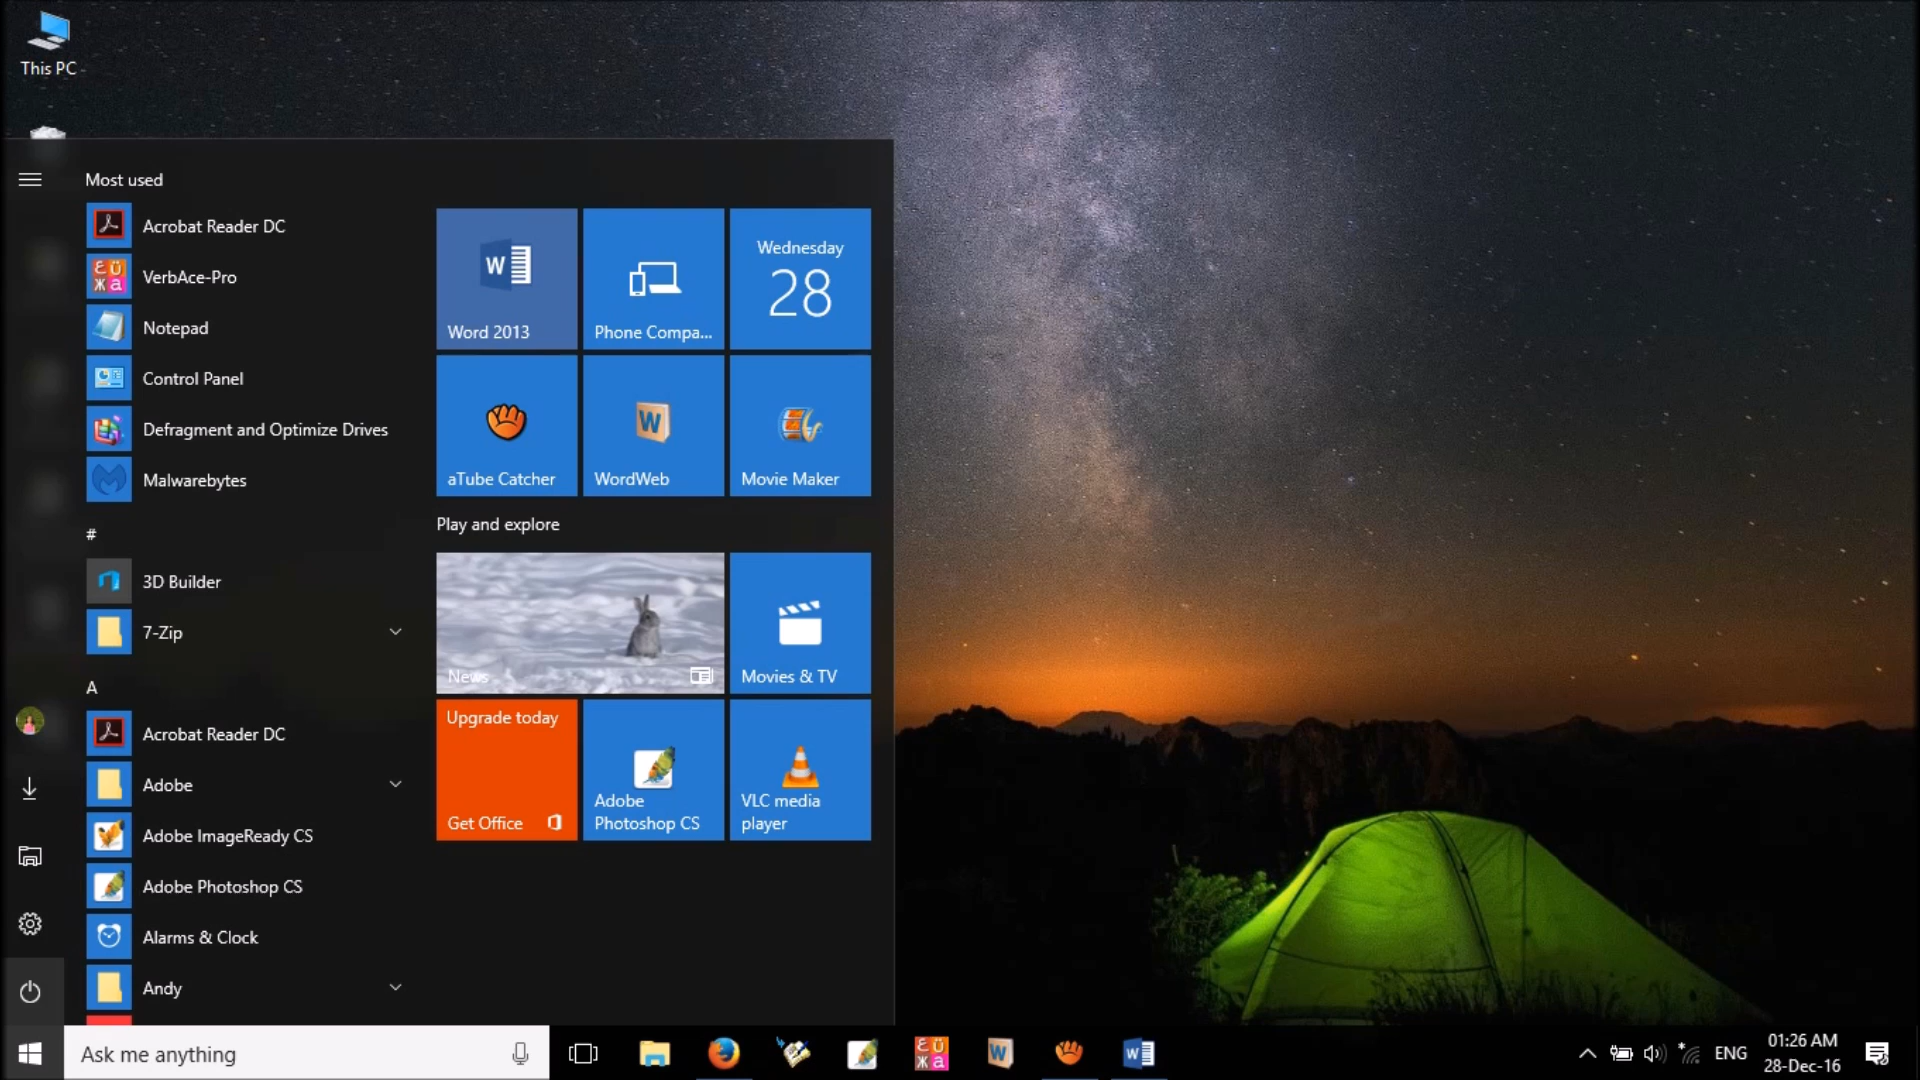 This PC
Most used
Acrobat Reader DC
VerbAce-Pro
Notepad
Control Panel
Defragment and Optimize Drives
Malwarebytes
#
3D Builder
7-Zip
A
Acrobat Reader DC
Adobe
Adobe ImageReady CS
Adobe Photoshop CS
Alarms & Clock
Andy
Word 2013
Phone Compa...
Wednesday
28
aTube Catcher
WordWeb
Movie Maker
Play and explore
News
Movies & TV
Upgrade today
Get Office
Adobe
Photoshop CS
VLC media
player
Ask me anything
ENG
01:26 AM
28-Dec-16